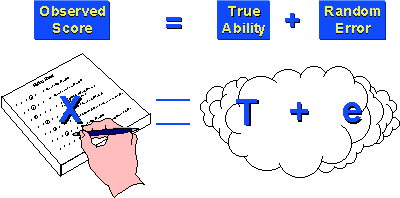 Observed
Score
=
True
Ability
+
Random
Error
X
=
T + e